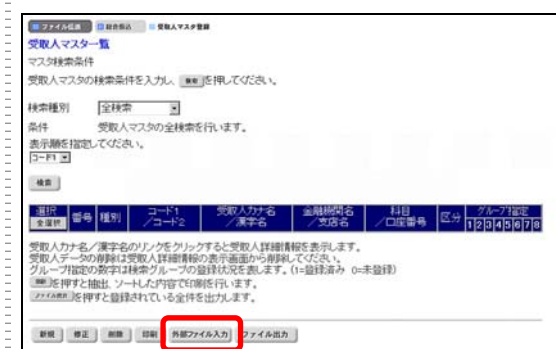 ファイル伝送 総合振込 受取人マスタ登録
受取人マスター覧
マスタ検索条件
受取人マスタの検索条件を入力し、 検索 を押してください。
検索種別 全検索
条件 受取人マスタの全検索を行います。
表示順を指定してください。
コード1
検索
選択 番号 種別 コード1 受取人カナ名 金融機関名 科目 区分 グループ指定
全選択 /コード2 /漢字名 /支店名 /口座番号 1 2 3 4 5 6 7 8
受取人カナ名/漢字名のリンクをクリックすると受取人詳細情報を表示します。
受取人データの削除は受取人詳細情報の表示画面から削除してください。
グループ指定の数字は検索グループの登録状況を表します。(1=登録済み 0=未登録)
印刷 を押すと抽出、ソートした内容で印刷を行います。
ファイル出力 を押すと登録されている全件を出力します。
新規 修正 削除 印刷 外部ファイル入力 ファイル出力